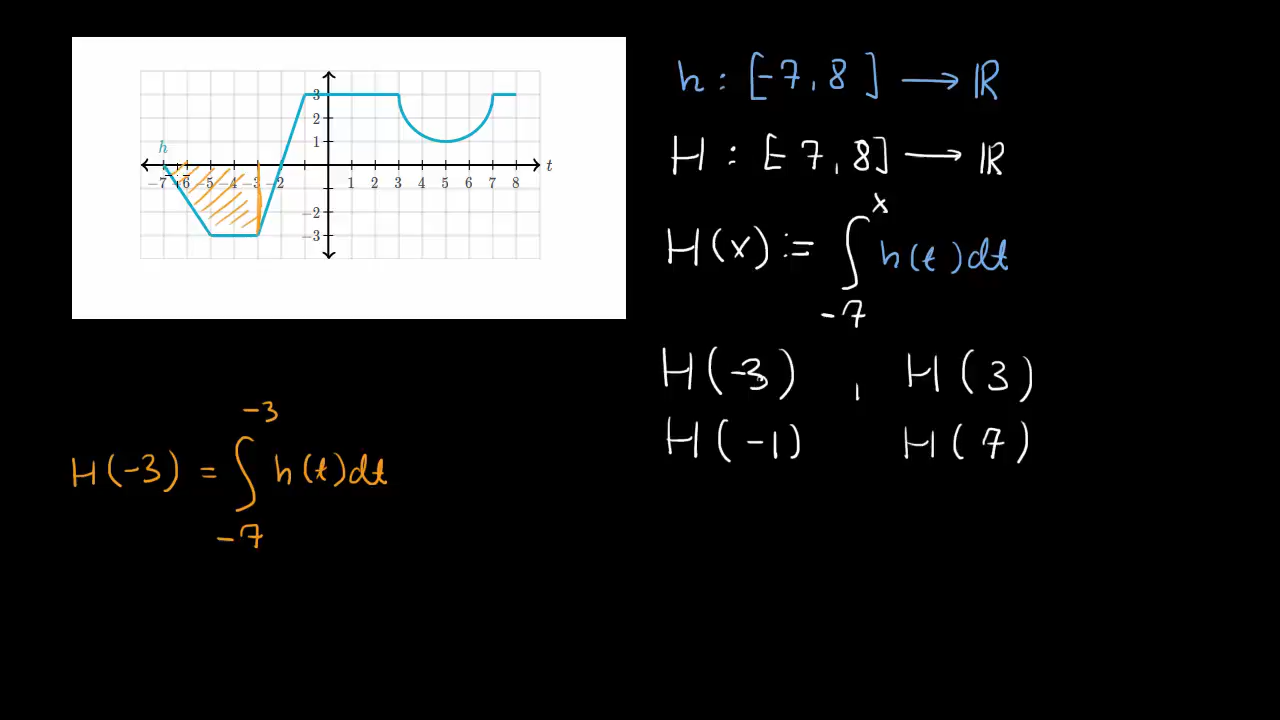 h : [-7, 8] ⟶ ℝ
H : [-7, 8] ⟶ ℝ
H(x) := ∫_{-7}^{x} h(t)dt
H(-3) , H(3)
H(-1) H(7)
3
2
1
h
t
-7 -6 -5 -4 -3 -2 1 2 3 4 5 6 7 8
-2
-3
H(-3) = ∫_{-7}^{-3} h(t)dt